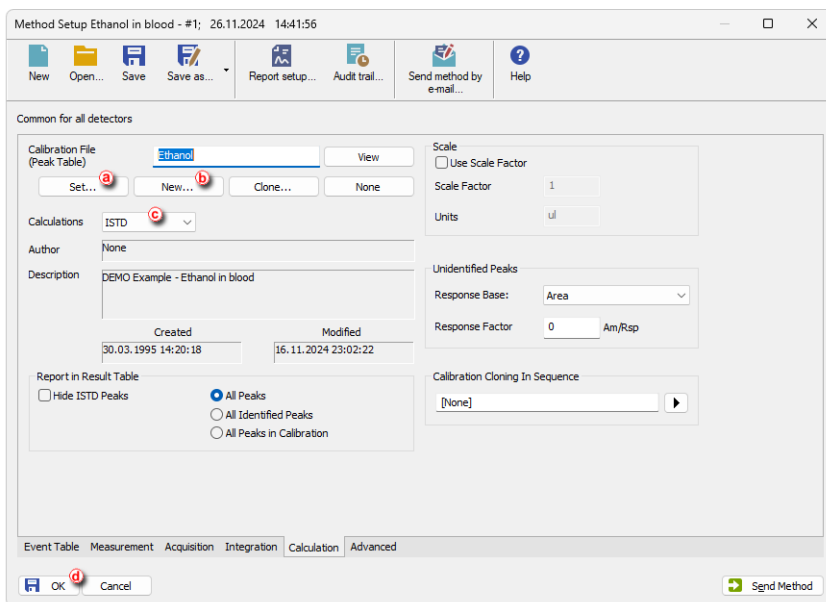 Method Setup Ethanol in blood - #1; 26.11.2024 14:41:56
New Open... Save Save as... Report setup... Audit trail... Send method by e-mail... Help
Common for all detectors
Calibration File
(Peak Table)
Ethanol
View
Set... a New... b Clone... None
Calculations ISTD c
Author None
Description DEMO Example - Ethanol in blood
Created Modified
30.03.1995 14:20:18 16.11.2024 23:02:22
Report in Result Table
Hide ISTD Peaks All Peaks
All Identified Peaks
All Peaks in Calibration
Scale
Use Scale Factor
Scale Factor 1
Units ul
Unidentified Peaks
Response Base: Area
Response Factor 0 Am/Rsp
Calibration Cloning In Sequence
[None]
Event Table Measurement Acquisition Integration Calculation Advanced
OK d Cancel Send Method